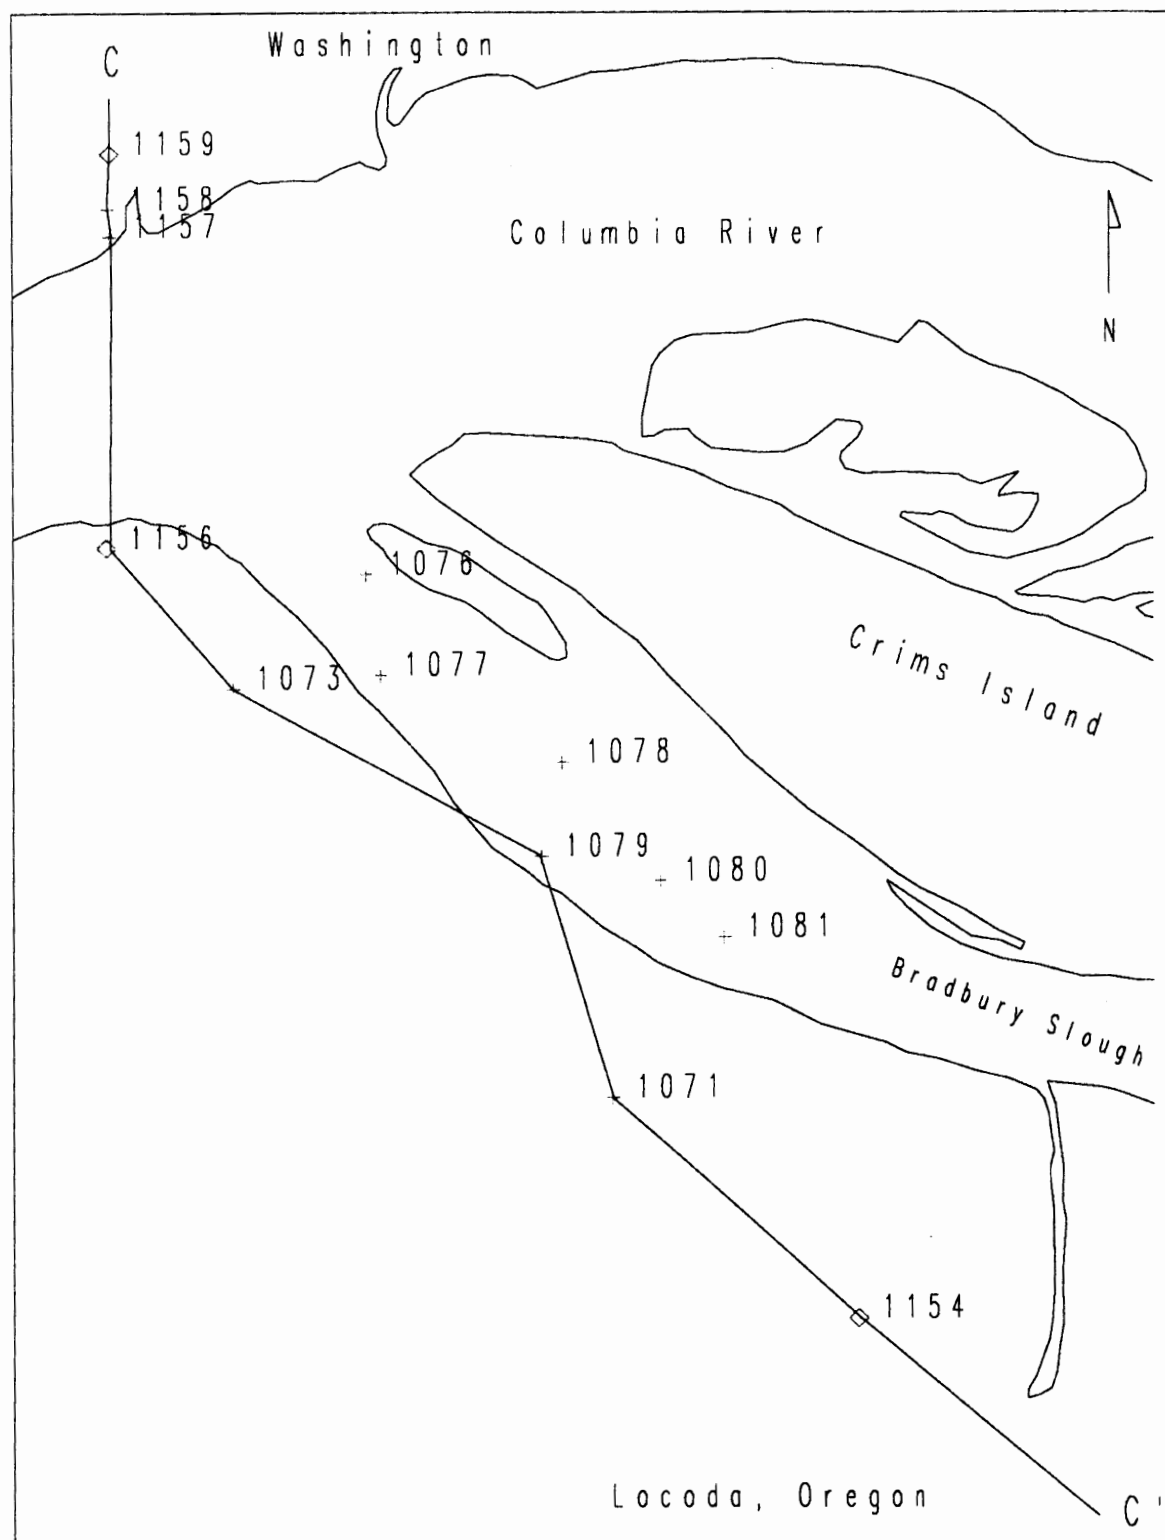 Washington
C
1159
1158
1157
Columbia River
N
1156
1076
Crims Island
1073
1077
1078
1079
1080
1081
Bradbury Slough
1071
1154
Locoda, Oregon
C'